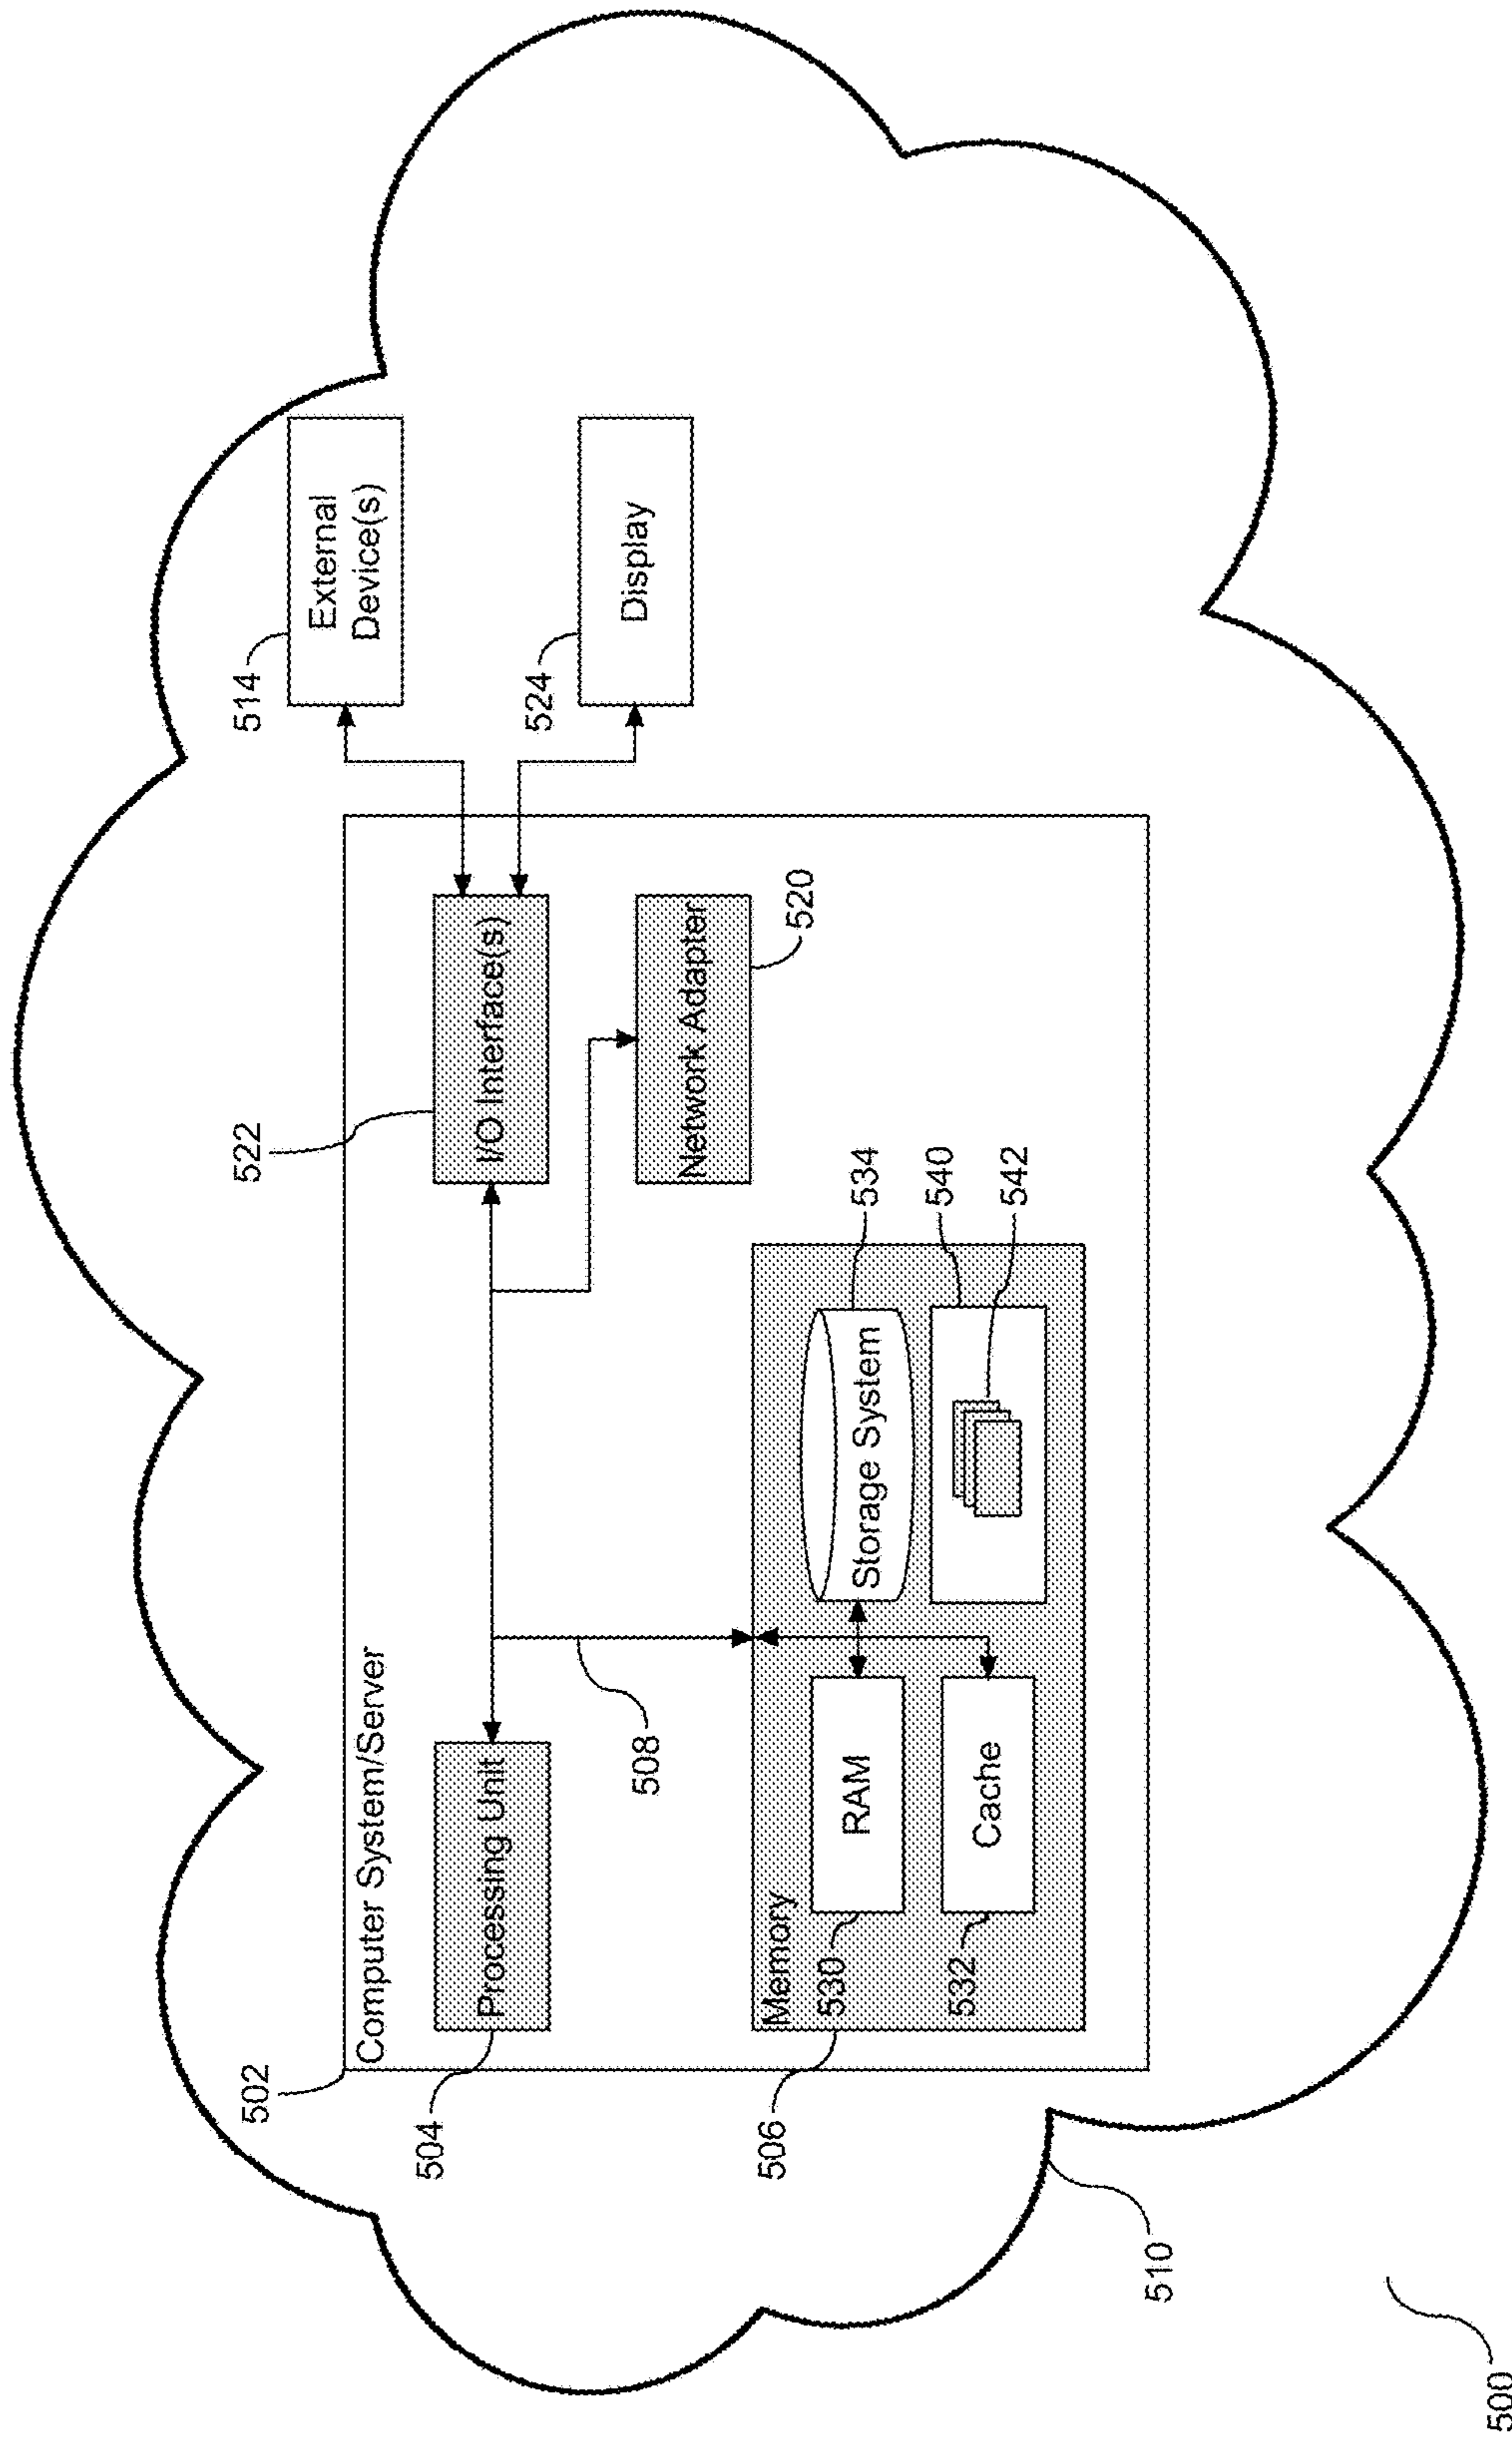 500
510
502
Computer System/Server
504
Processing Unit
508
522
I/O Interface(s)
514
External
Device(s)
524
Display
Network Adapter
520
506
Memory
530
RAM
532
Cache
Storage System
534
540
542